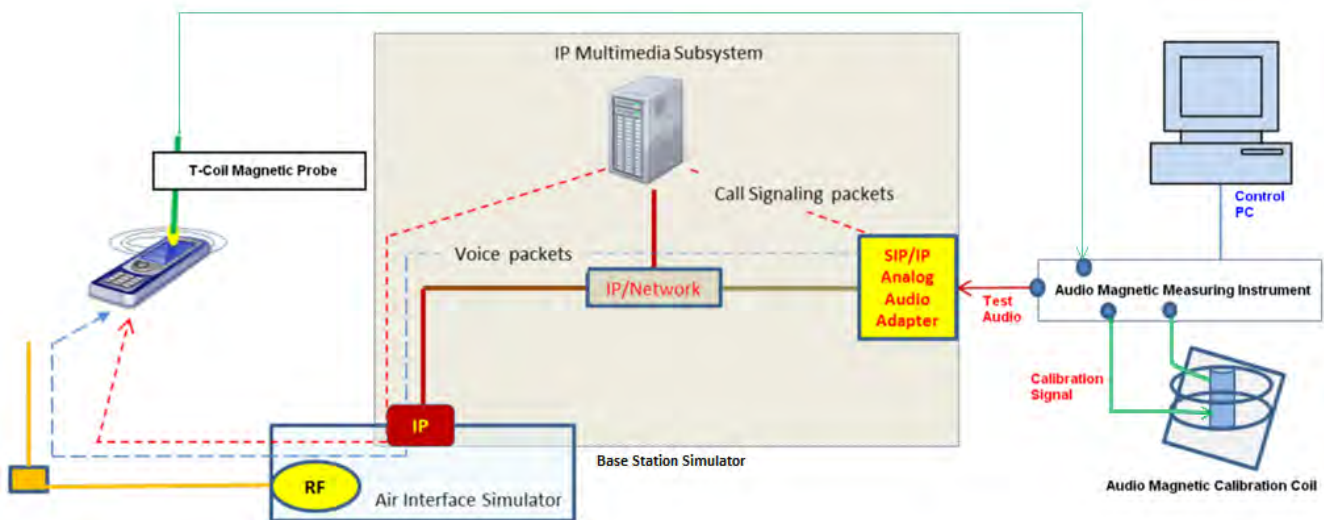 IP Multimedia Subsystem
T-Coil Magnetic Probe
Call Signaling packets
Control
PC
Voice packets
SIP/IP
Analog
Audio
Adapter
IP/Network
Test
Audio
Audio Magnetic Measuring Instrument
Calibration
Signal
IP
Base Station Simulator
RF
Air Interface Simulator
Audio Magnetic Calibration Coil